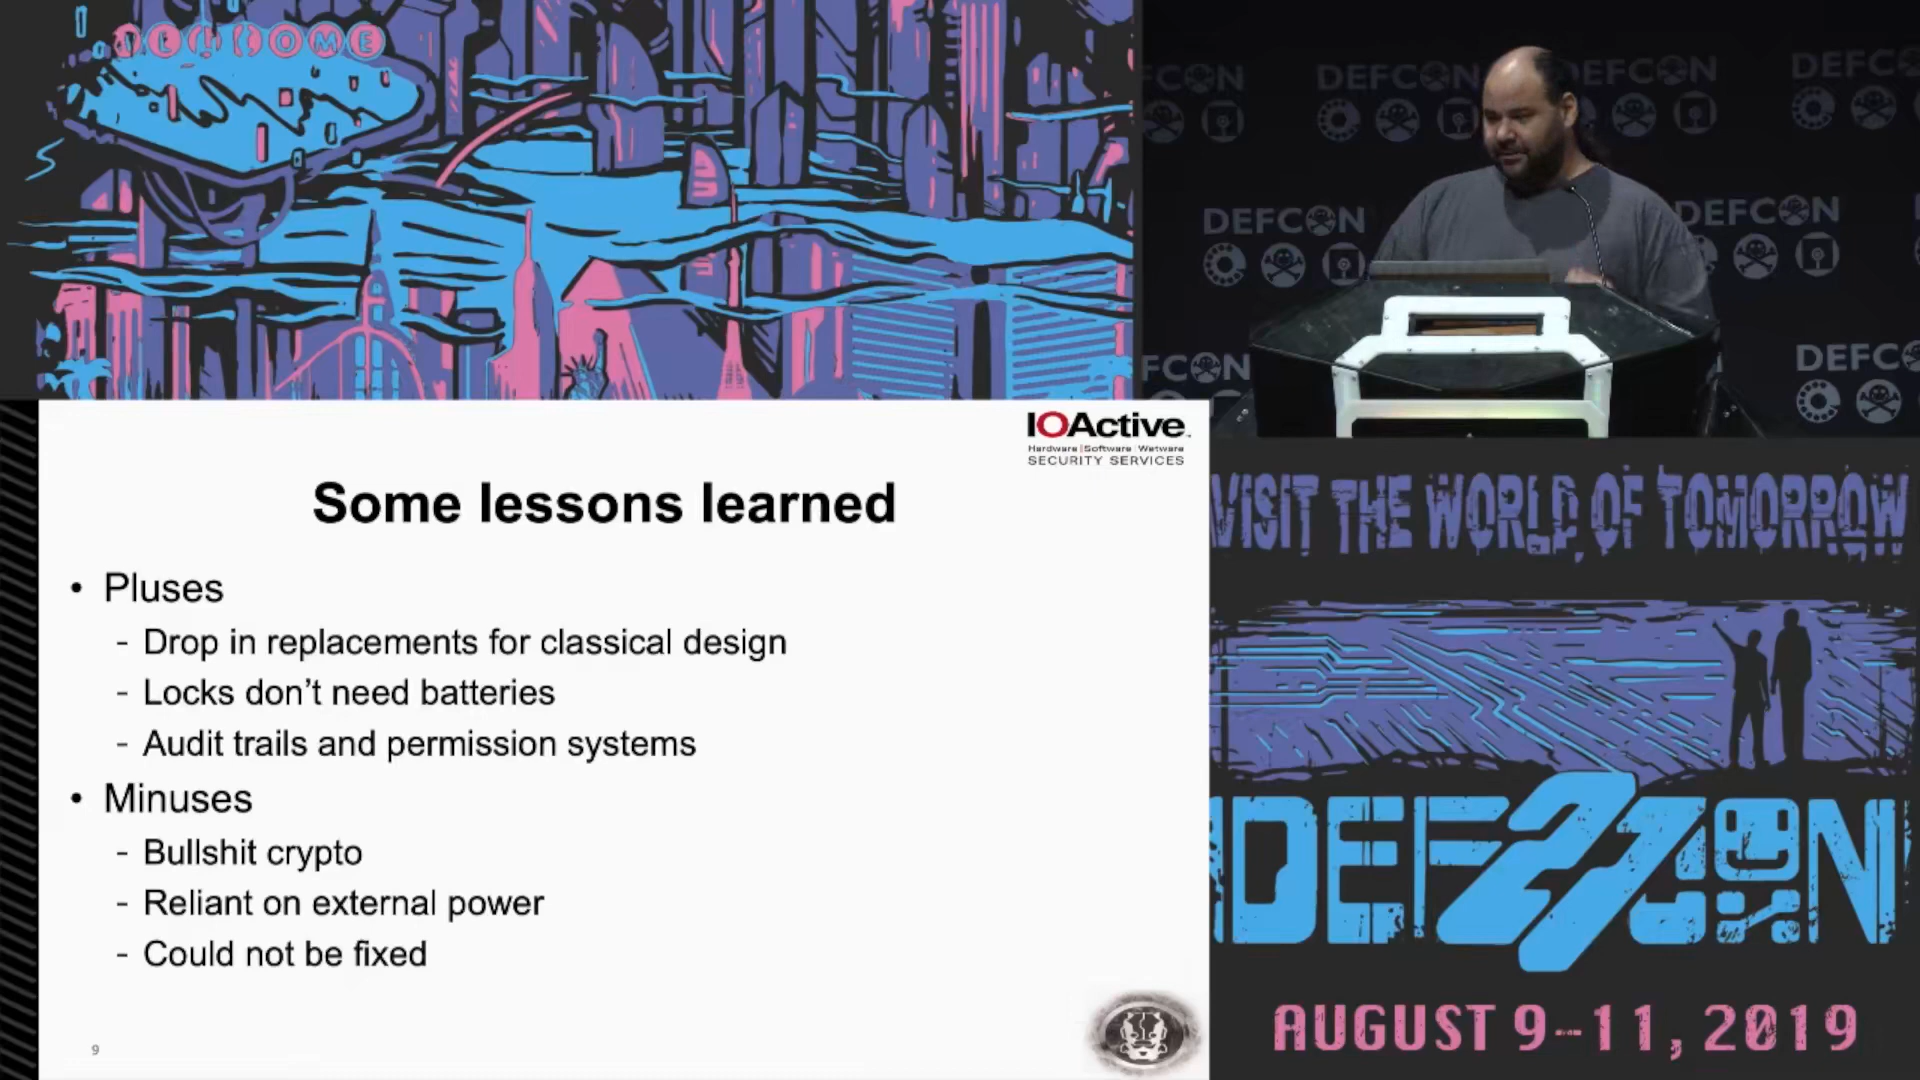 WELCOME
DEFCON DEFCON
DEFCON DEFCON
IOActive
Hardware | Software | Wetware
SECURITY SERVICES
Some lessons learned
• Pluses
- Drop in replacements for classical design
- Locks don't need batteries
- Audit trails and permission systems
• Minuses
- Bullshit crypto
- Reliant on external power
- Could not be fixed
9
VISIT THE WORLD OF TOMORROW
DEF 27 CON
AUGUST 9-11, 2019